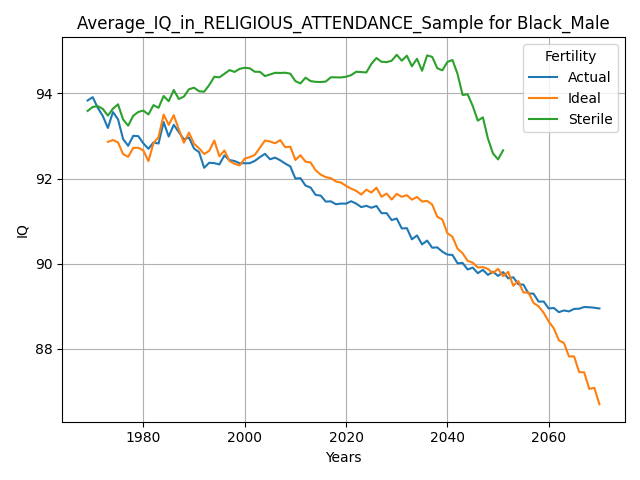 Average_IQ_in_RELIGIOUS_ATTENDANCE_Sample for Black_Male
Fertility
Actual
Ideal
Sterile
94
92
90
88
IQ
1980
2000
2020
2040
2060
Years